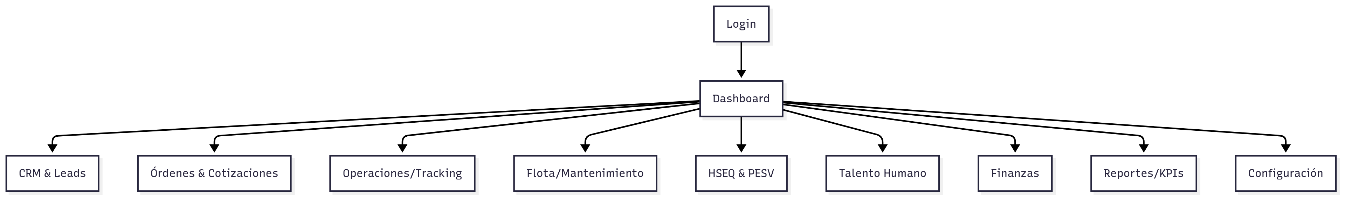 Login
Dashboard
CRM & Leads
Órdenes & Cotizaciones
Operaciones/Tracking
Flota/Mantenimiento
HSEQ & PESV
Talento Humano
Finanzas
Reportes/KPIs
Configuración